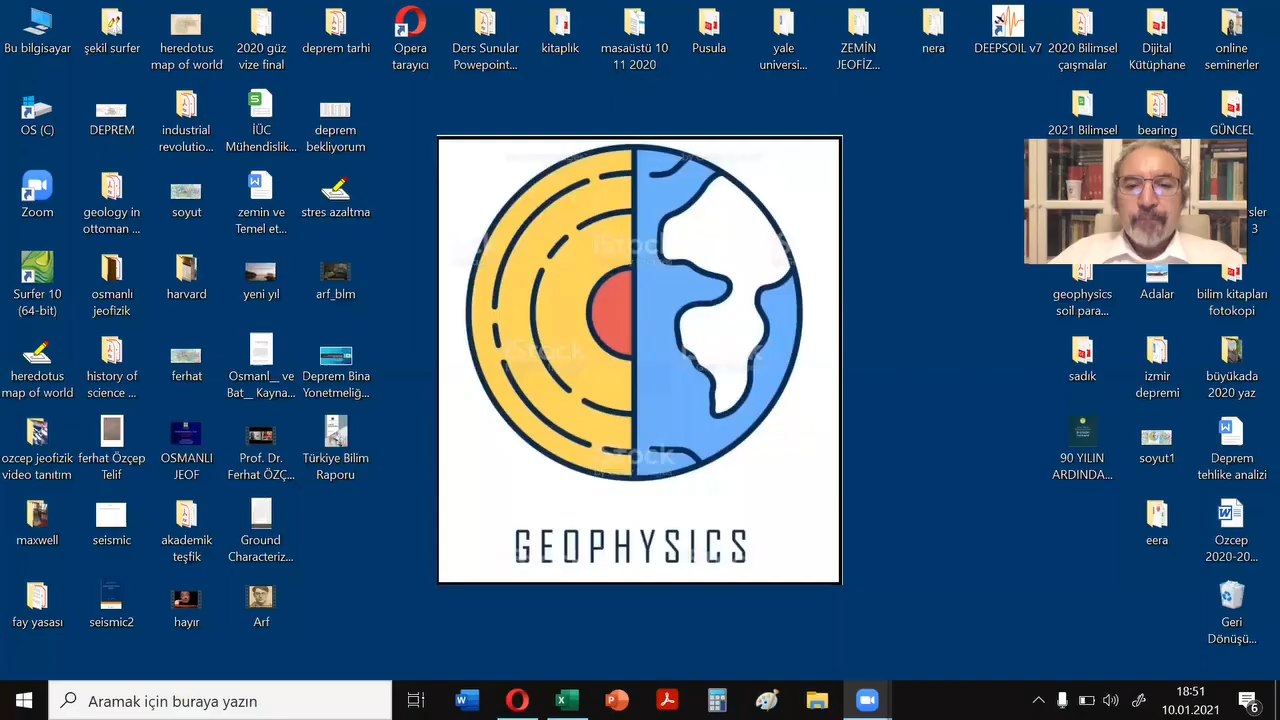 Bu bilgisayar
şekil surfer
heredotus
map of world
2020 güz
vize final
deprem tarhi
Opera
tarayıcı
Ders Sunular
Powepoint...
kitaplık
masaüstü 10
11 2020
Pusula
yale
universi...
ZEMİN
JEOFİZ...
nera
DEEPSOIL v7
2020 Bilimsel
çaışmalar
Dijital
Kütüphane
online
seminerler
OS (C)
DEPREM
industrial
revolutio...
İÜC
Mühendislik...
deprem
bekliyorum
2021 Bilimsel
bearing
GÜNCEL
Zoom
geology in
ottoman ...
soyut
zemin ve
Temel et...
stres azaltma
sler
3
Surfer 10
(64-bit)
osmanlı
jeofizik
harvard
yeni yıl
arf_blm
geophysics
soil para...
Adalar
bilim kitapları
fotokopi
heredotus
map of world
history of
science ...
ferhat
Osmanl__ ve
Bat__ Kayna...
Deprem Bina
Yonetmeliğ...
sadık
izmir
depremi
büyükada
2020 yaz
ozcep jeofizik
video tanıtım
ferhat Özçep
Telif
OSMANLI
JEOF
Prof. Dr.
Ferhat ÖZÇ...
Türkiye Bilim
Raporu
90 YILIN
ARDINDA...
soyut1
Deprem
tehlike analizi
maxwell
seismic
akademik
teşfik
Ground
Characteriz...
eera
Ozcep
2020-20...
iStock
GEOPHYSICS
fay yasası
seismic2
hayır
Arf
Geri
Dönüşü...
Aramak için buraya yazın
18:51
10.01.2021
6